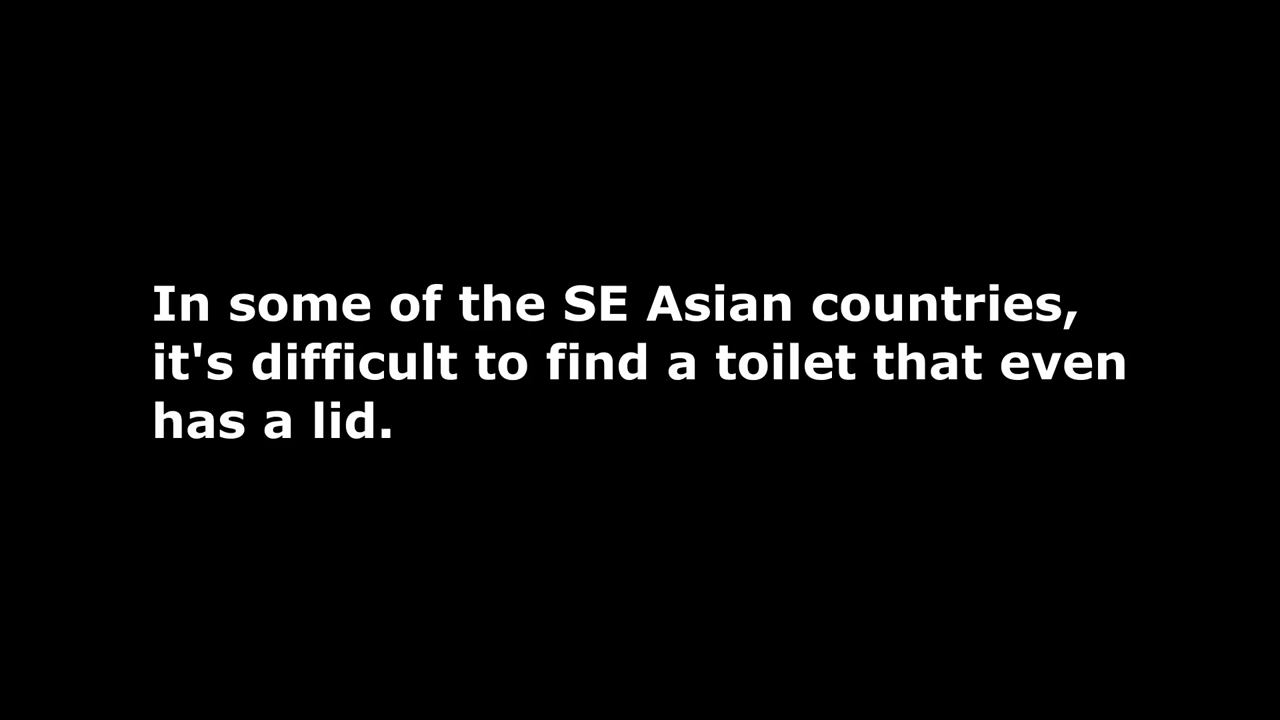 In some of the SE Asian countries,
it's difficult to find a toilet that even
has a lid.